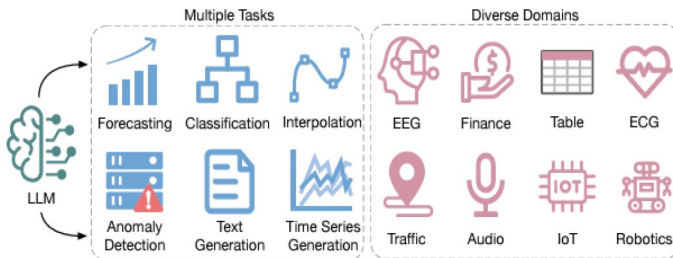 Multiple Tasks
Diverse Domains
LLM
Forecasting
Classification
Interpolation
Anomaly
Detection
Text
Generation
Time Series
Generation
EEG
Finance
$
Table
ECG
Traffic
Audio
IoT
IOT
Robotics